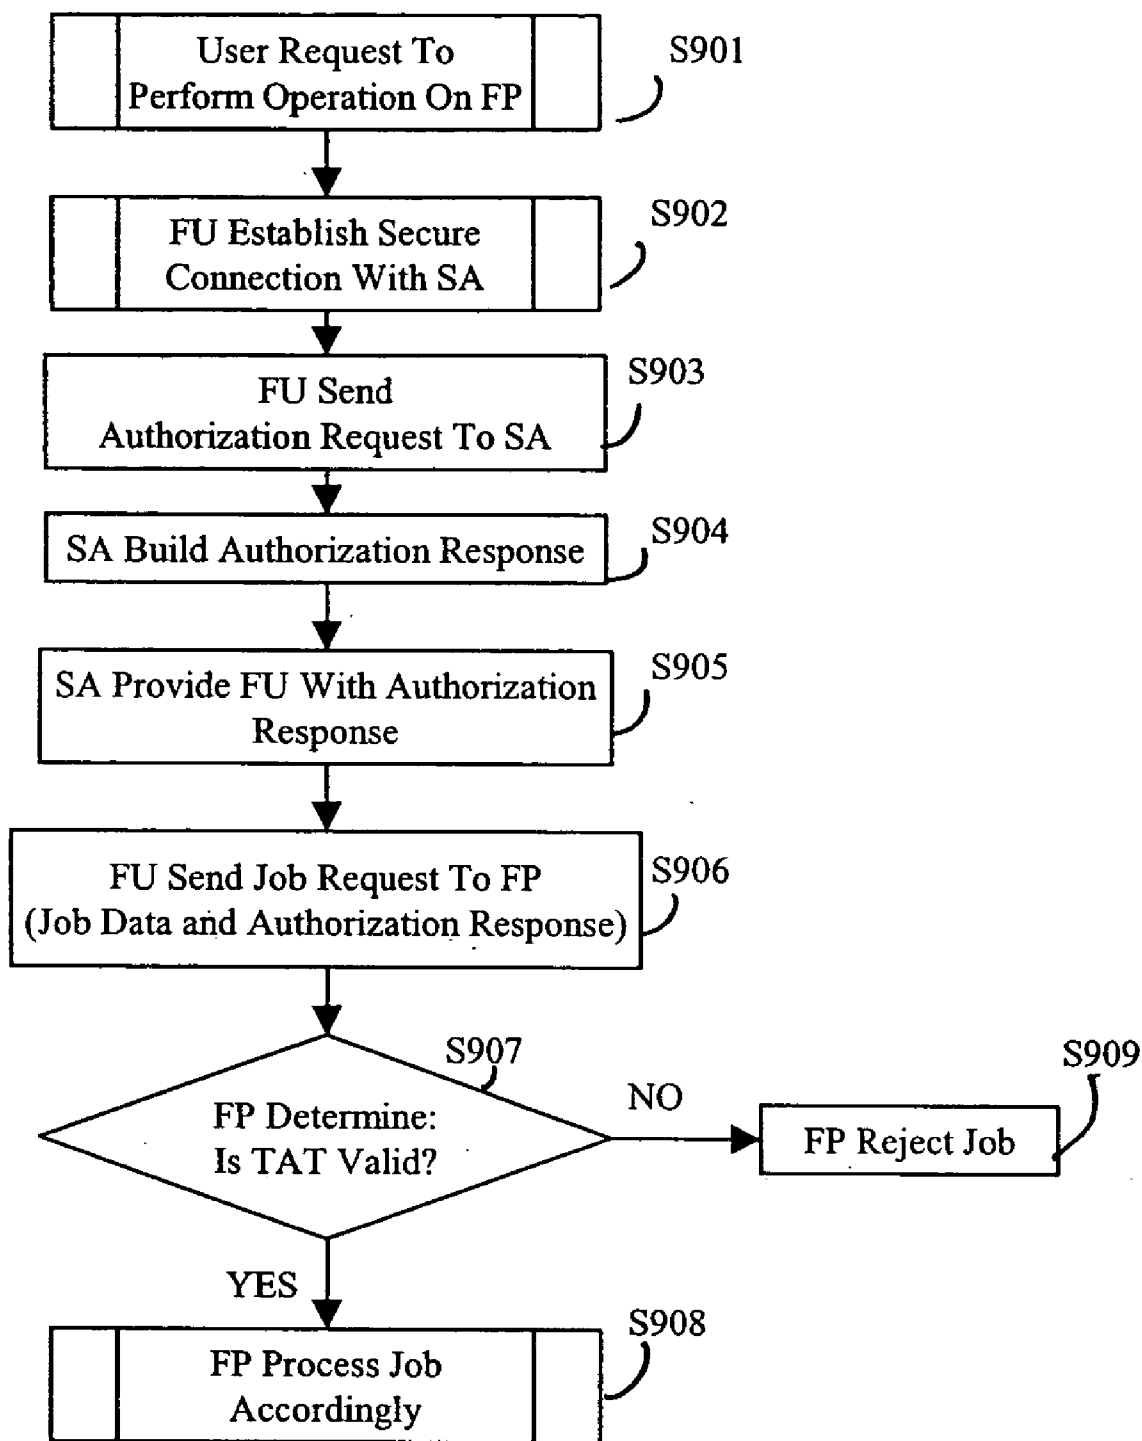 User Request To
Perform Operation On FP
S901
FU Establish Secure
Connection With SA
S902
FU Send
Authorization Request To SA
S903
SA Build Authorization Response
S904
SA Provide FU With Authorization
Response
S905
FU Send Job Request To FP
(Job Data and Authorization Response)
S906
S907
FP Determine:
Is TAT Valid?
NO
S909
FP Reject Job
YES
S908
FP Process Job
Accordingly